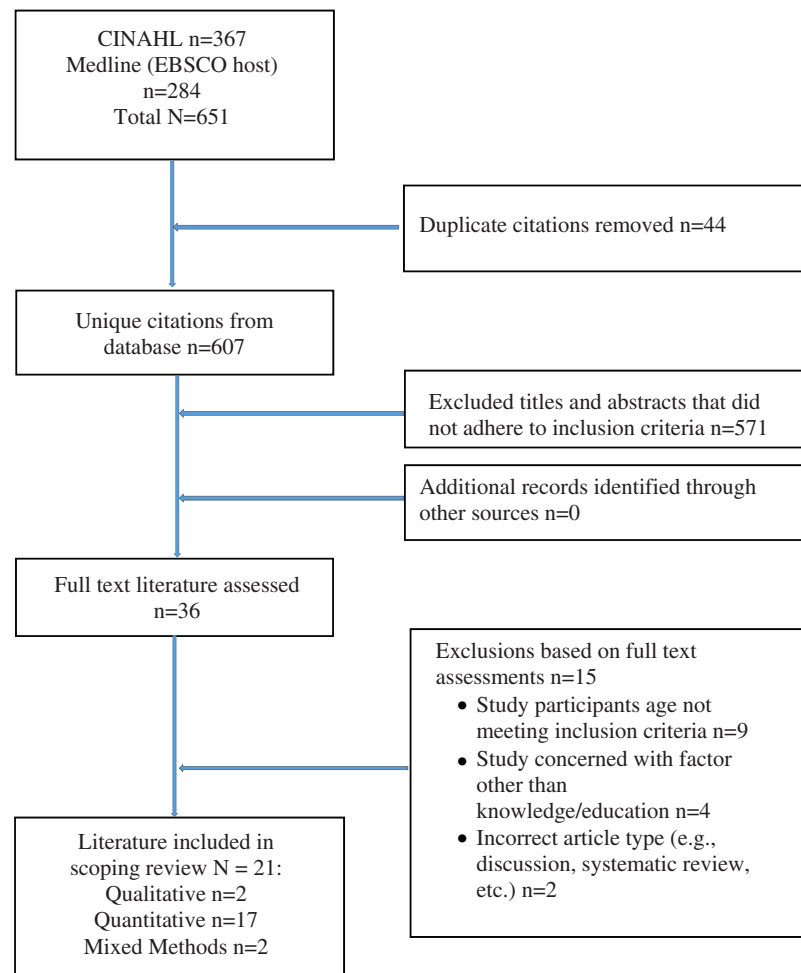 CINAHL n=367
Medline (EBSCO host)
n=284
Total N=651
Duplicate citations removed n=44
Unique citations from
database n=607
Excluded titles and abstracts that did
not adhere to inclusion criteria n=571
Additional records identified through
other sources n=0
Full text literature assessed
n=36
Exclusions based on full text
assessments n=15
• Study participants age not
meeting inclusion criteria n=9
• Study concerned with factor
other than
knowledge/education n=4
• Incorrect article type (e.g.,
discussion, systematic review,
etc.) n=2
Literature included in
scoping review N = 21:
Qualitative n=2
Quantitative n=17
Mixed Methods n=2